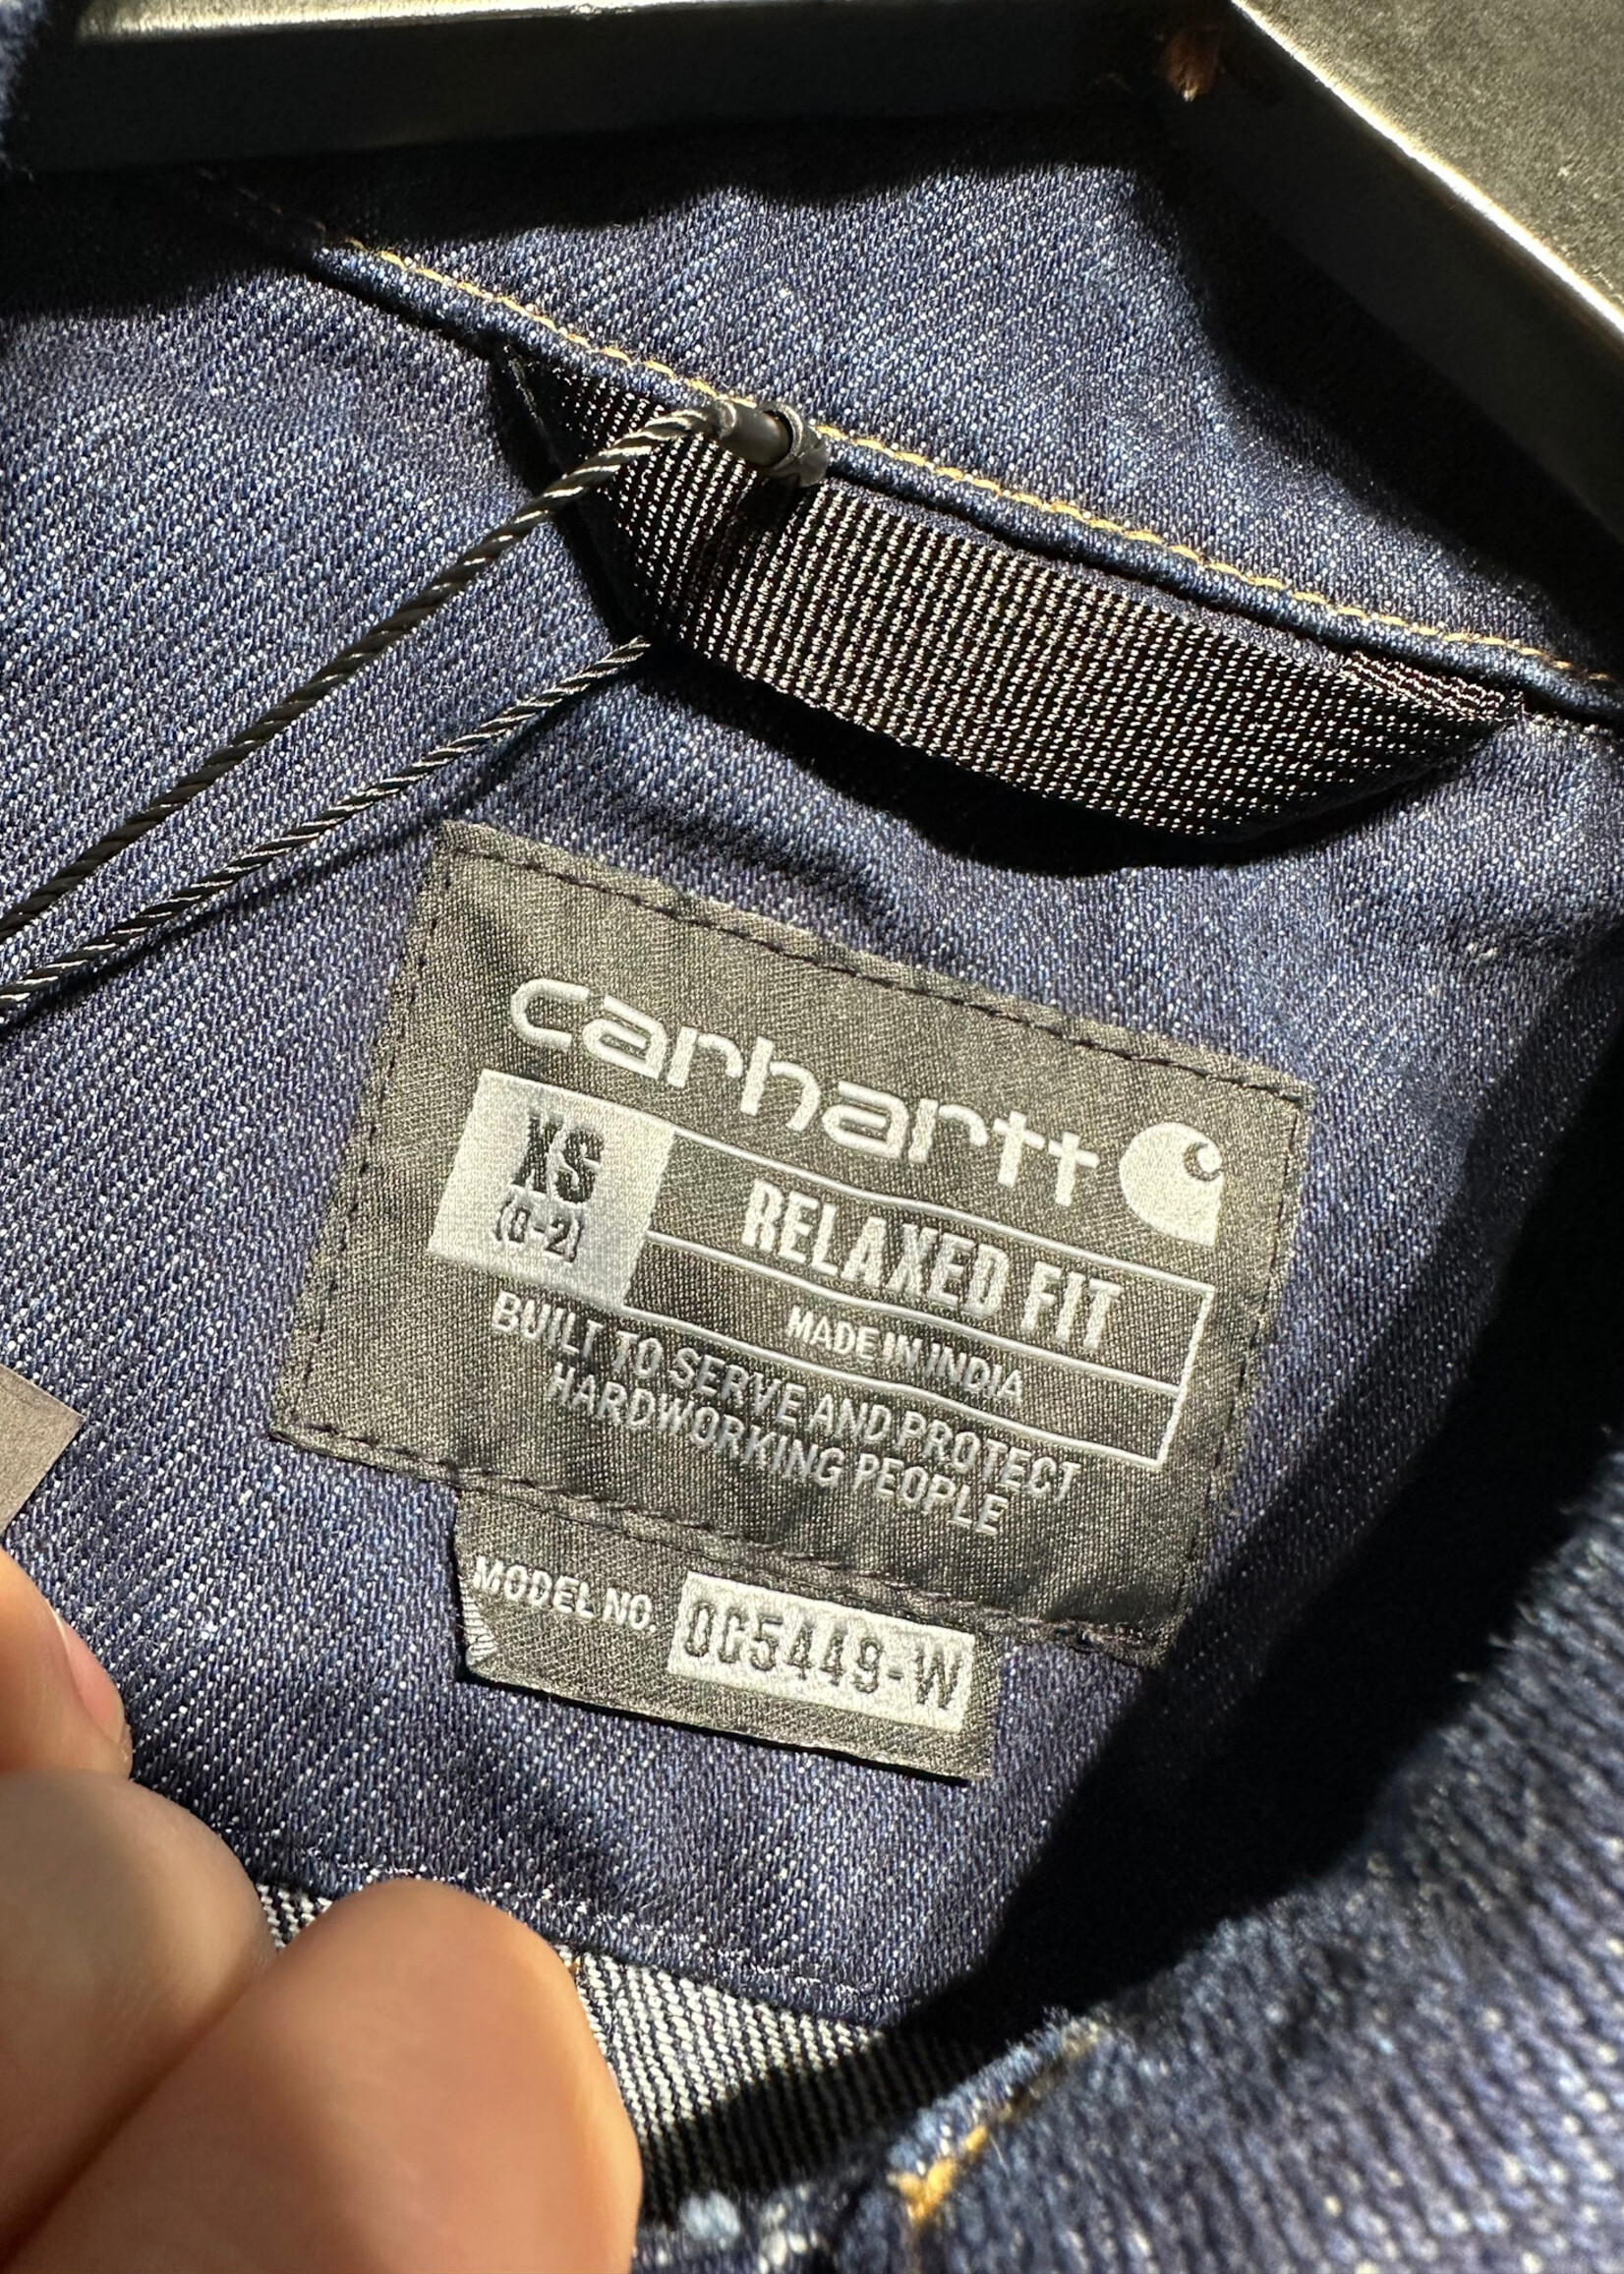 carhartt
XS
(0-2)
RELAXED FIT
MADE IN INDIA
BUILT TO SERVE AND PROTECT
HARDWORKING PEOPLE
MODEL NO. OC5449-W